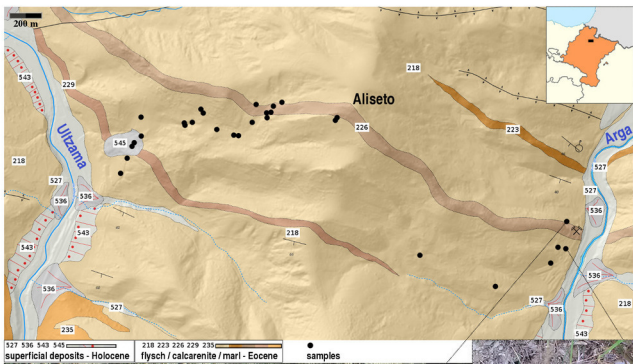 200 m
543
229
218
Aliseto
Ultzama
Arga
223
226
545
527
218
527
536
536
536
218
543
543
536
536
527
527
218
235
543
527 536 543 545
218 223 226 229 235
superficial deposits - Holocene
flysch / calcarenite / marl - Eocene
samples